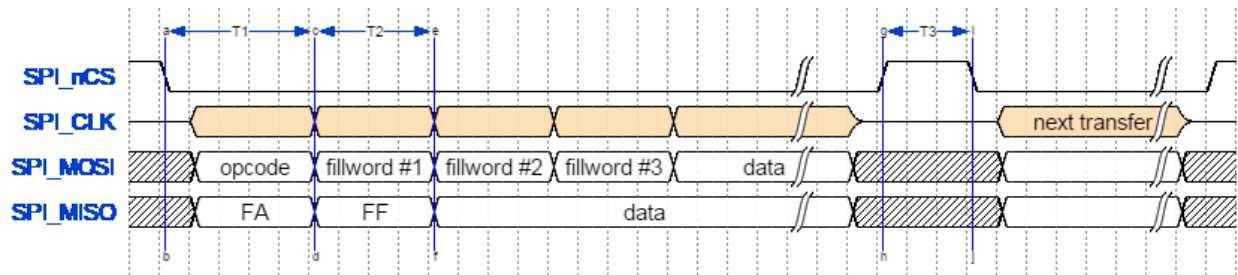 a T1 c T2 e g T3 i
SPI_nCS
SPI_CLK next transfer
SPI_MOSI opcode fillword #1 fillword #2 fillword #3 data
SPI_MISO FA FF data
b d f h j